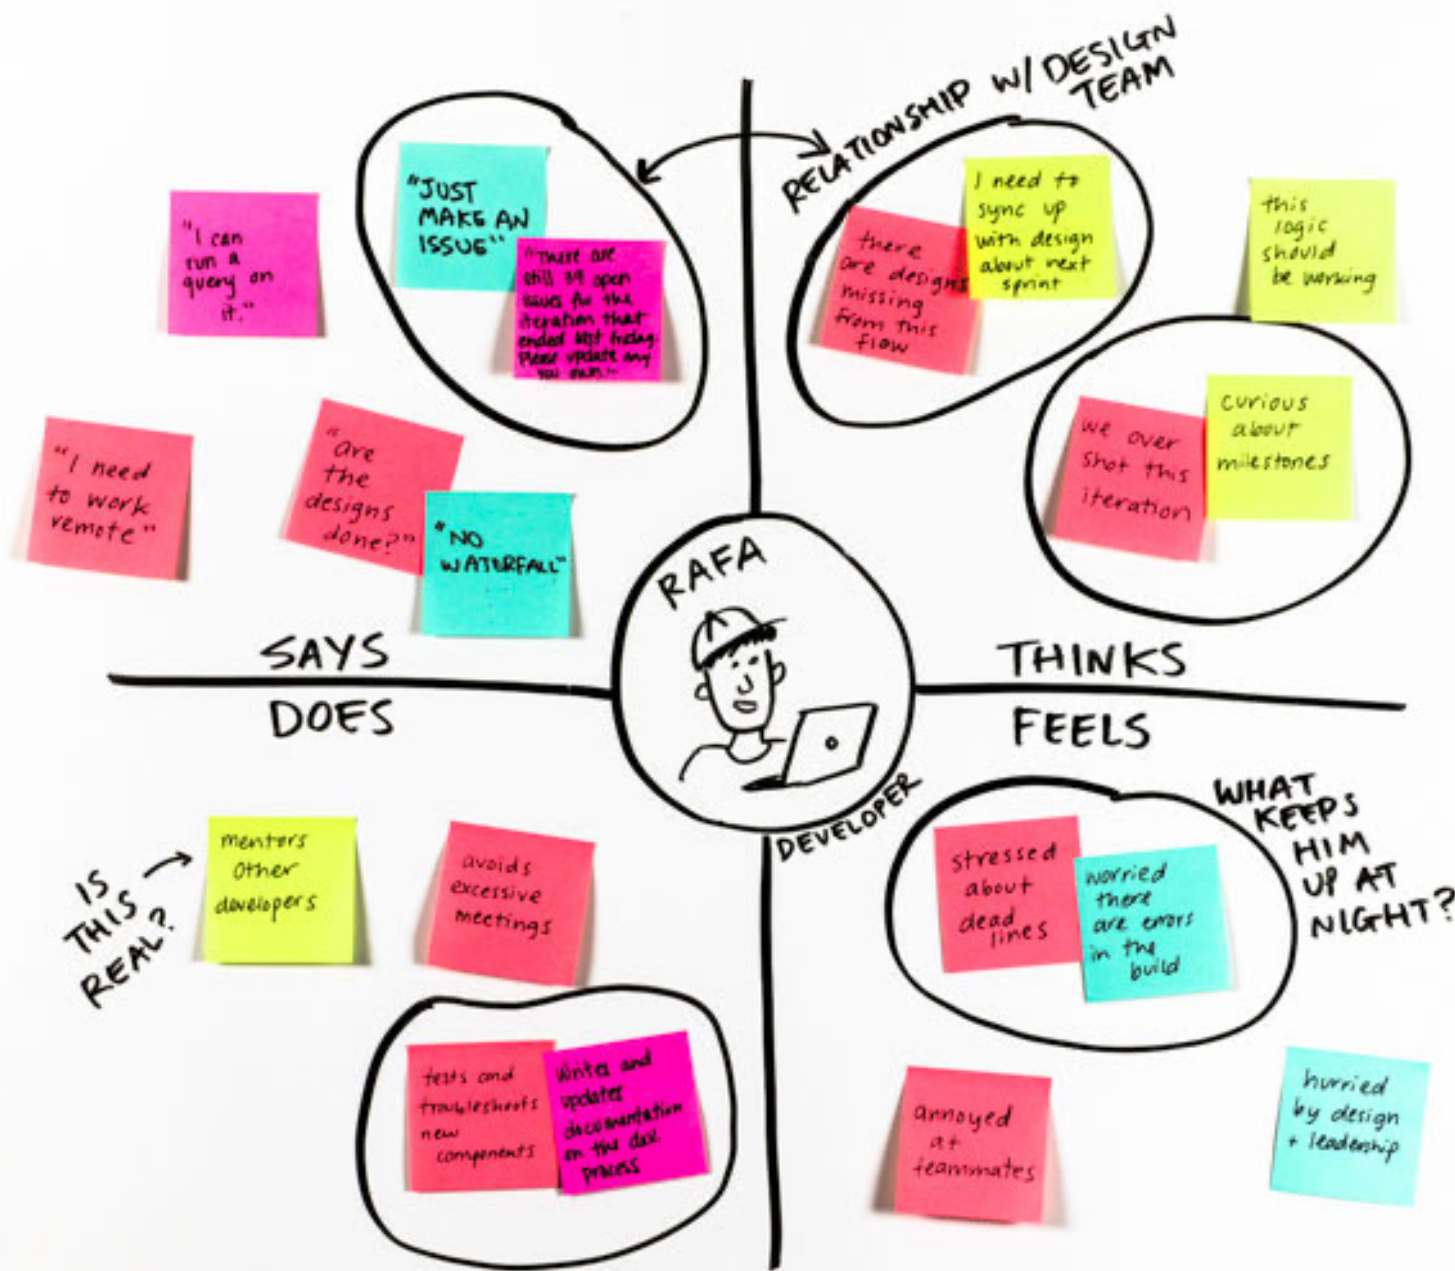 RELATIONSHIP W/ DESIGN
TEAM
"I can
run a
query on
it."
"JUST
MAKE AN
ISSUE"
"There are
still 39 open
issues for the
iteration that
ended last friday.
Please update any
you own."
"I need
to work
remote"
"are
the
designs
done?"
"NO
WATERFALL"
SAYS
there
are designs
missing
from this
flow
I need to
sync up
with design
about next
sprint
this
logic
should
be working
we over
shot this
iteration
curious
about
milestones
THINKS
RAFA
DEVELOPER
DOES
IS
THIS
REAL?
mentors
other
developers
avoids
excessive
meetings
tests and
troubleshoots
new
components
Writes and
updates
documentation
on the dev.
process
FEELS
WHAT
KEEPS
HIM
UP AT
NIGHT?
stressed
about
dead
lines
worried
there
are errors
in the
build
annoyed
at
teammates
hurried
by design
+ leadership